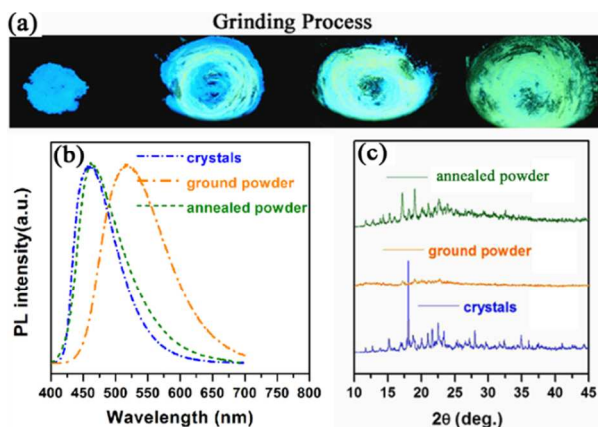 (a) Grinding Process
(b)
crystals
ground powder
annealed powder
PL intensity(a.u.)
400 450 500 550 600 650 700 750 800
Wavelength (nm)
(c)
annealed powder
ground powder
crystals
10 15 20 25 30 35 40 45
2θ (deg.)